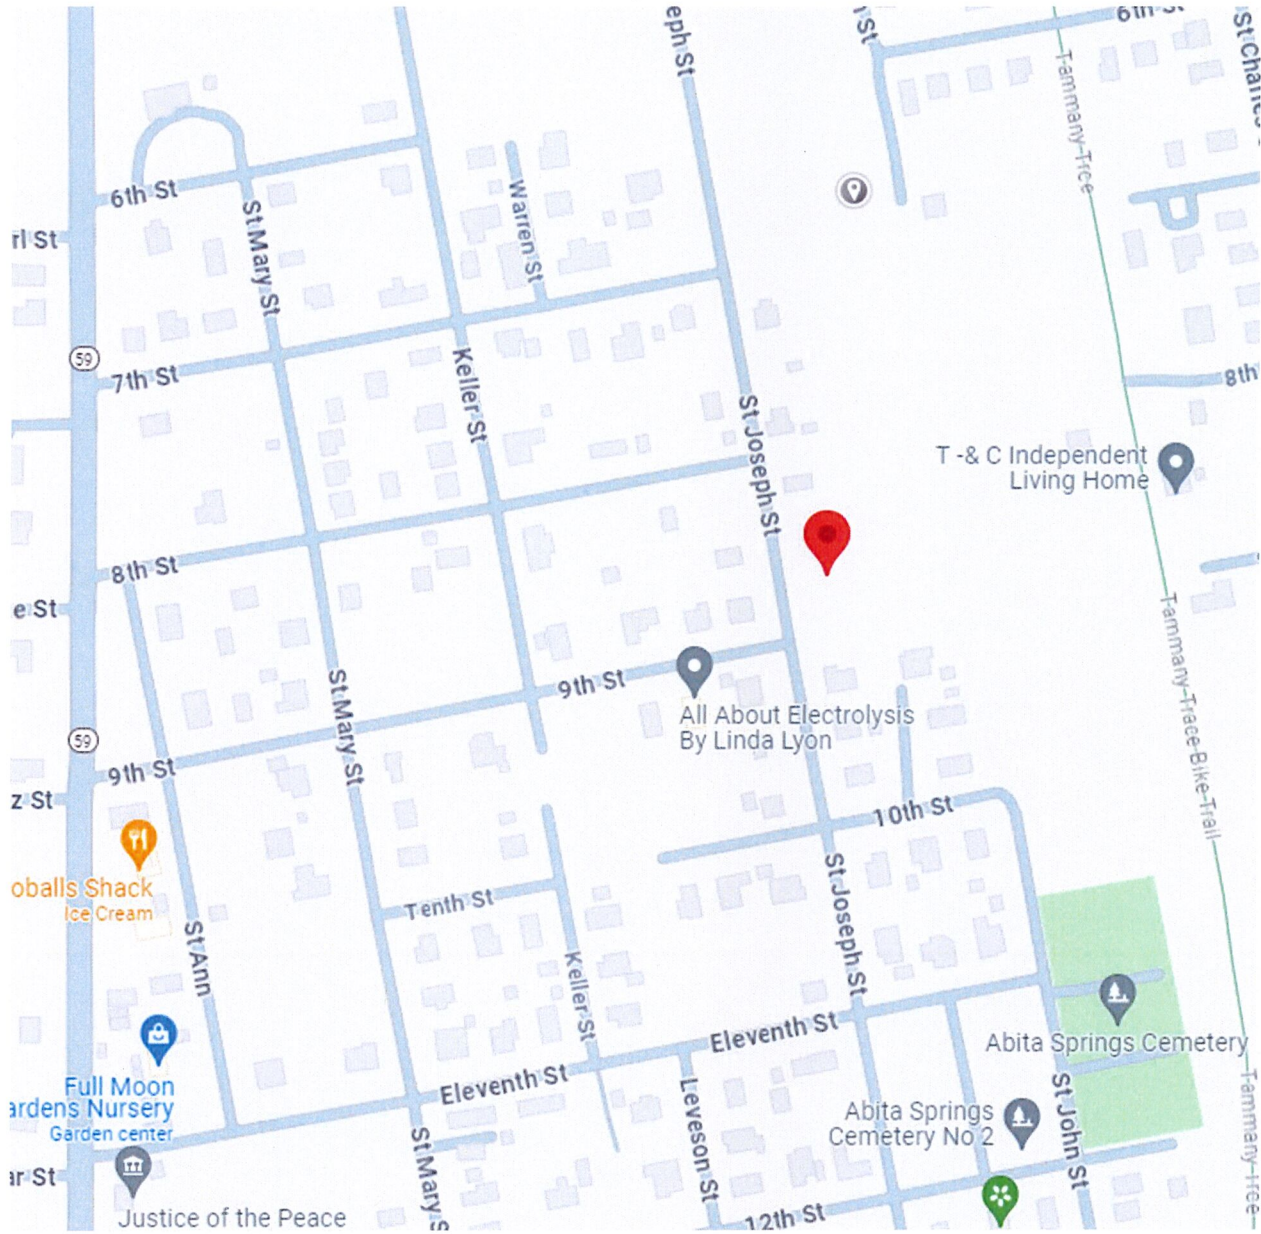 6th St
St Charles
eph St
h St
Tammany Trce
6th St
Warren St
St Mary St
rl St
59
7th St
Keller St
St Joseph St
8th
T -& C Independent
Living Home
8th St
e St
Tammany Trace Bike Trail
St Mary St
9th St
All About Electrolysis
By Linda Lyon
59
9th St
z St
10th St
oballs Shack
Ice Cream
Tenth St
St Joseph St
St Ann
Keller St
Eleventh St
Abita Springs Cemetery
Full Moon
ardens Nursery
Garden center
Eleventh St
Leveson St
Abita Springs
Cemetery No 2
St John St
Tammany Trce
ar St
St Mary S
Justice of the Peace
12th St